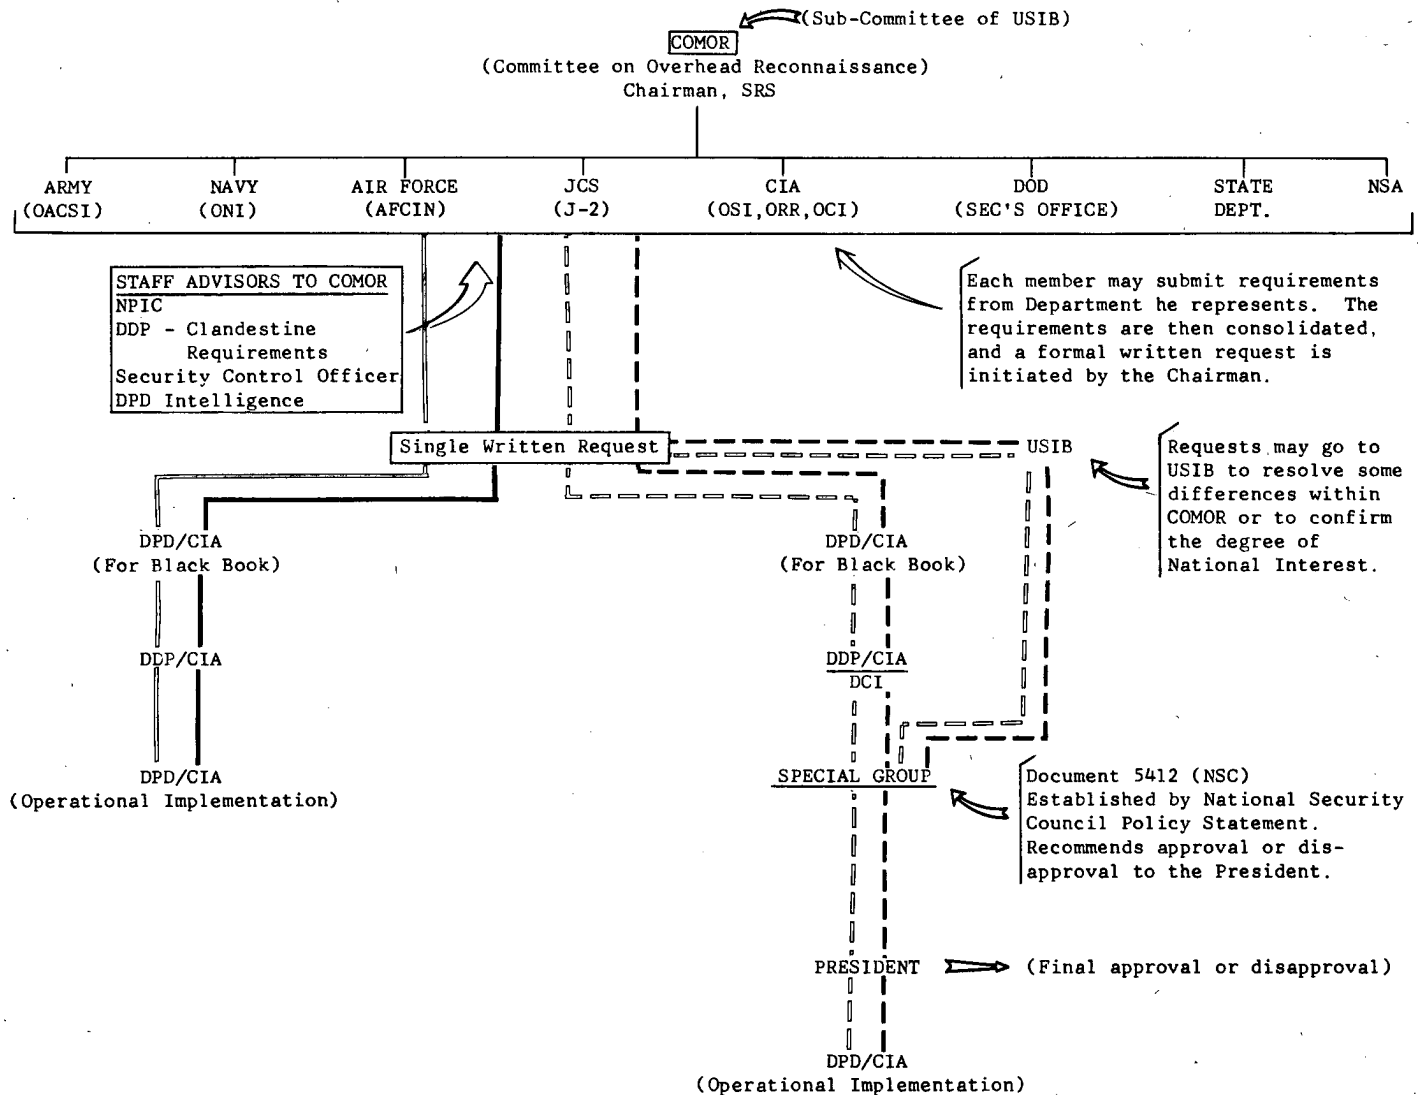 (Sub-Committee of USIB)
COMOR
(Committee on Overhead Reconnaissance)
Chairman, SRS
ARMY
(OACSI)
NAVY
(ONI)
AIR FORCE
(AFCIN)
JCS
(J-2)
CIA
(OSI,ORR,OCI)
DOD
(SEC'S OFFICE)
STATE
DEPT.
NSA
STAFF ADVISORS TO COMOR
NPIC
DDP - Clandestine
Requirements
Security Control Officer
DPD Intelligence
Each member may submit requirements
from Department he represents. The
requirements are then consolidated,
and a formal written request is
initiated by the Chairman.
Single Written Request
USIB
Requests may go to
USIB to resolve some
differences within
COMOR or to confirm
the degree of
National Interest.
DPD/CIA
(For Black Book)
DPD/CIA
(For Black Book)
DDP/CIA
DDP/CIA
DCI
DPD/CIA
(Operational Implementation)
SPECIAL GROUP
Document 5412 (NSC)
Established by National Security
Council Policy Statement.
Recommends approval or dis-
approval to the President.
PRESIDENT
(Final approval or disapproval)
DPD/CIA
(Operational Implementation)